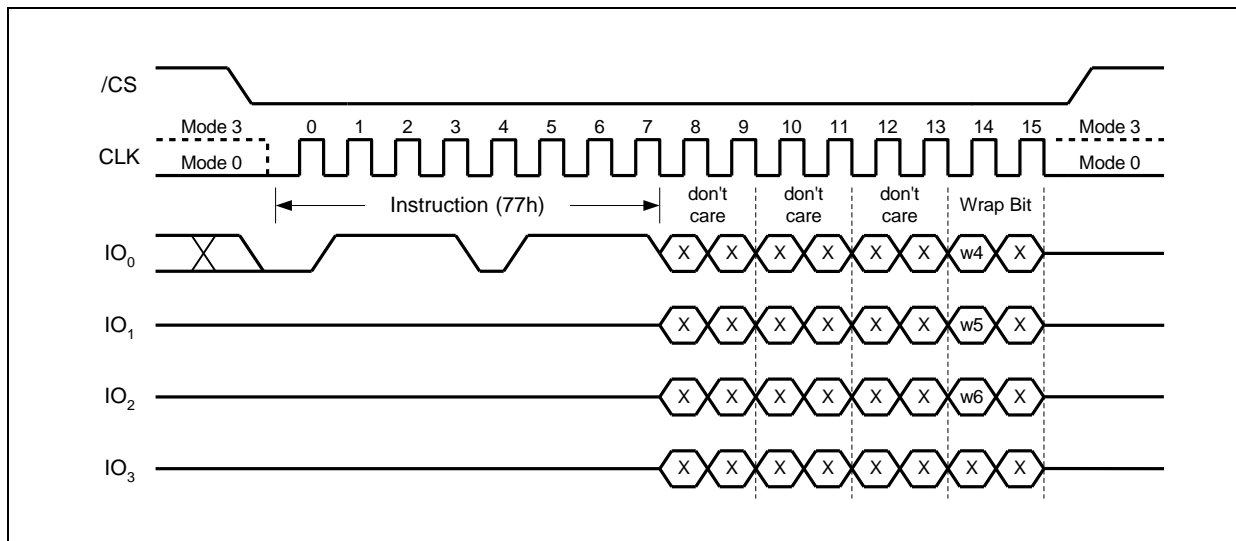 /CS
Mode 3 0 1 2 3 4 5 6 7 8 9 10 11 12 13 14 15 Mode 3
CLK
Mode 0 Mode 0
Instruction (77h) don't care don't care don't care Wrap Bit
IO0 X X X X X X w4 X
IO1 X X X X X X w5 X
IO2 X X X X X X w6 X
IO3 X X X X X X X X